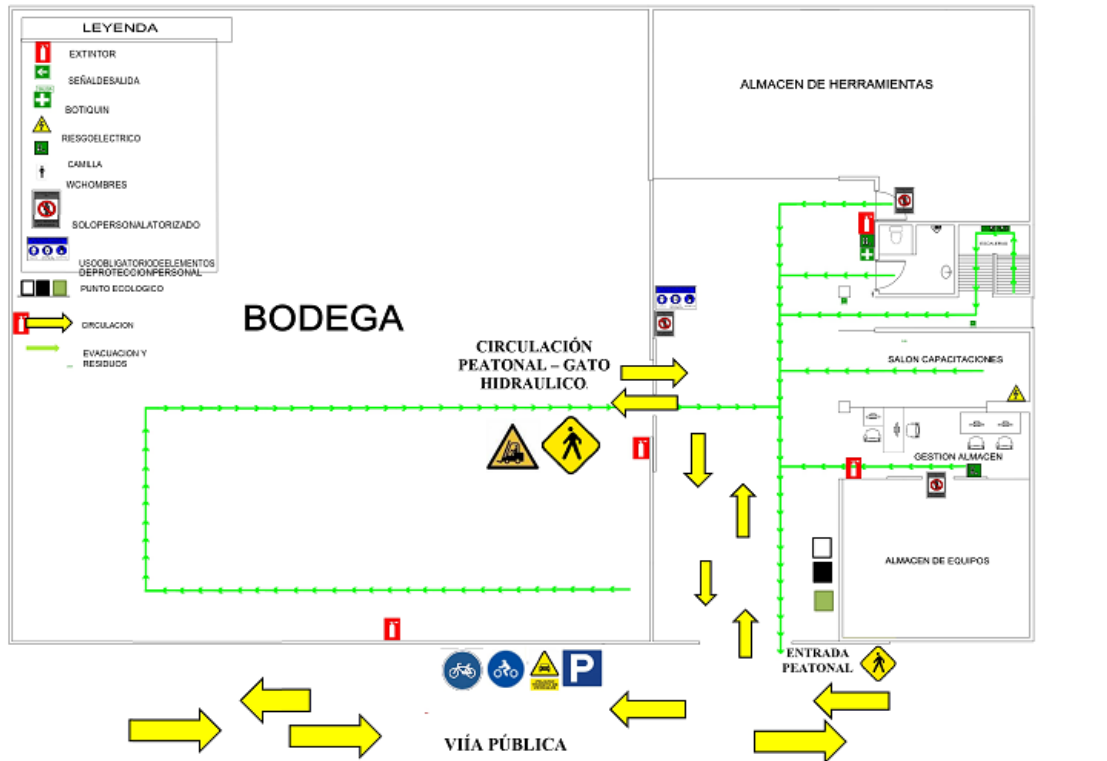 LEYENDA
EXTINTOR
SEÑALDESALIDA
BOTIQUIN
RIESGOELECTRICO
CAMILLA
WCHOMBRES
SOLOPERSONALATORIZADO
USOOBLIGATORIODEELEMENTOS
DEPROTECCIONPERSONAL
PUNTO ECOLOGICO
CIRCULACION
EVACUACION Y
RESIDUOS
ALMACEN DE HERRAMIENTAS
BODEGA
CIRCULACIÓN
PEATONAL – GATO
HIDRAULICO.
ESCALERAS
SALON CAPACITACIONES
GESTION ALMACEN
ALMACEN DE EQUIPOS
ENTRADA
PEATONAL
P
VIÍA PÚBLICA